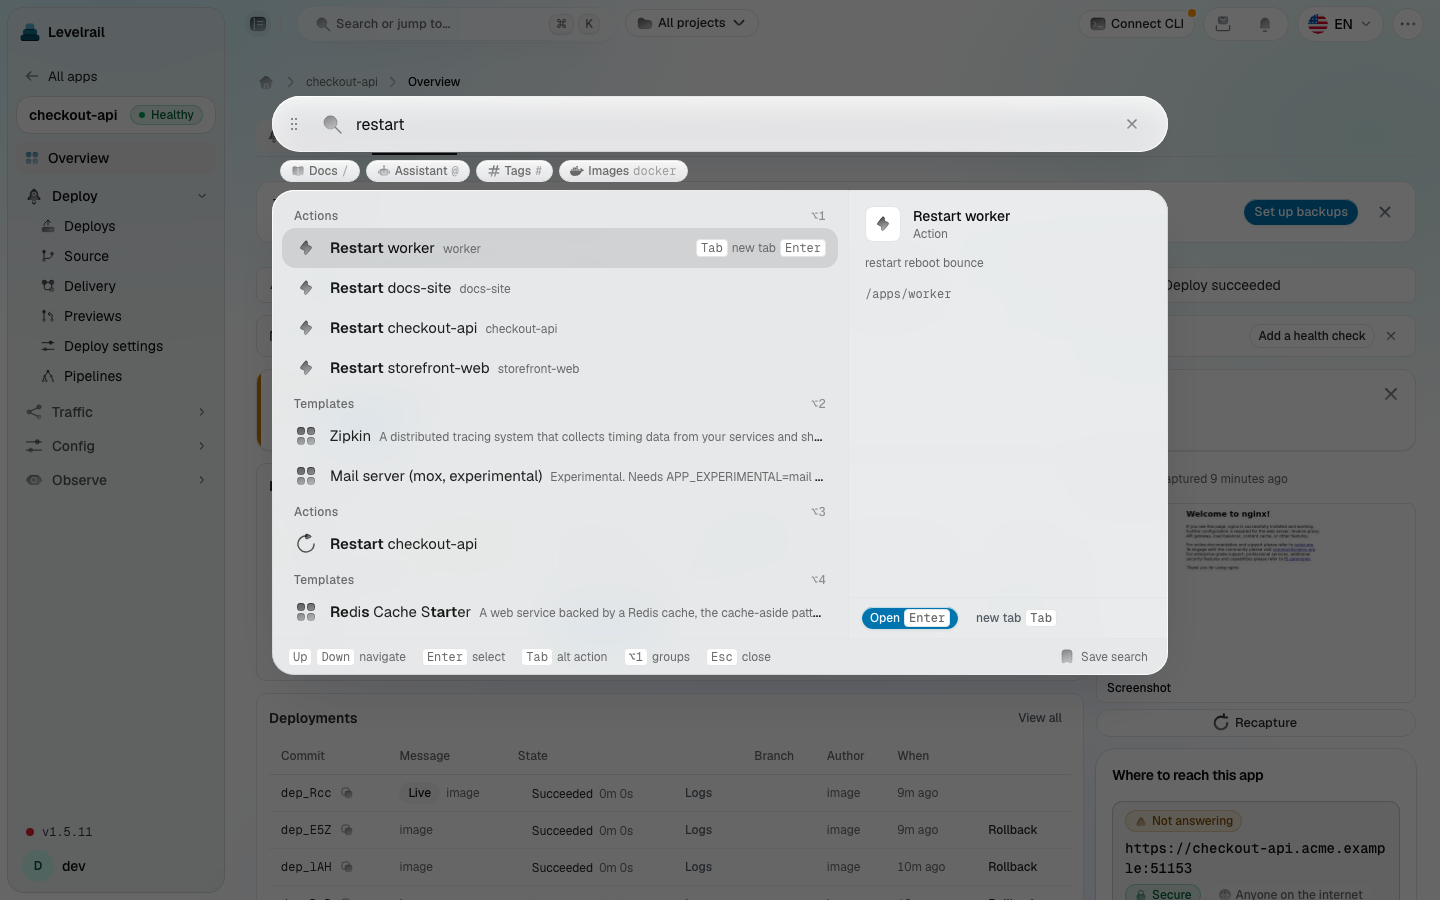 Levelrail
Search or jump to...
⌘ K
All projects
Connect CLI
EN
All apps
checkout-api
Overview
checkout-api Healthy
Overview
Deploy
Deploys
Source
Delivery
Previews
Deploy settings
Pipelines
Traffic
Config
Observe
v1.5.11
D dev
restart
Docs /
Assistant @
Tags #
Images docker
Actions ⌥1
Restart worker worker Tab new tab Enter
Restart docs-site docs-site
Restart checkout-api checkout-api
Restart storefront-web storefront-web
Templates ⌥2
Zipkin A distributed tracing system that collects timing data from your services and sh...
Mail server (mox, experimental) Experimental. Needs APP_EXPERIMENTAL=mail ...
Actions ⌥3
Restart checkout-api
Templates ⌥4
Redis Cache Starter A web service backed by a Redis cache, the cache-aside patt...
Restart worker
Action
restart reboot bounce
/apps/worker
Open Enter new tab Tab
Up Down navigate Enter select Tab alt action ⌥1 groups Esc close
Save search
Set up backups
Deploy succeeded
Add a health check
aptured 9 minutes ago
Welcome to nginx!
Screenshot
Recapture
Deployments View all
Commit Message State Branch Author When
dep_Rcc Live image Succeeded 0m 0s Logs image 9m ago
dep_E5Z image Succeeded 0m 0s Logs image 9m ago Rollback
dep_1AH image Succeeded 0m 0s Logs image 10m ago Rollback
Where to reach this app
Not answering
https://checkout-api.acme.examp
le:51153
Secure Anyone on the internet